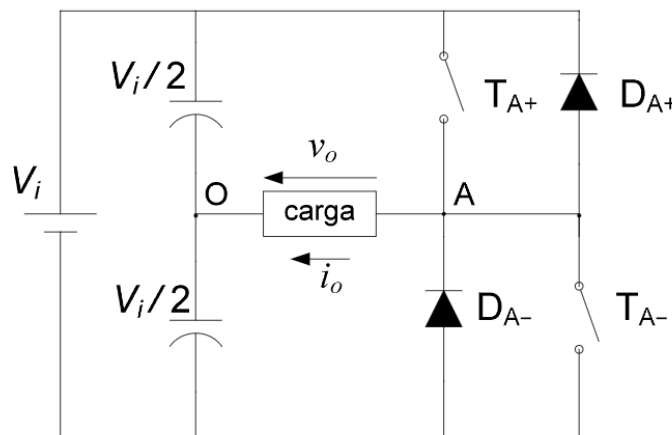 V_i/2
T_A+
D_A+
v_o
V_i
O
carga
A
i_o
V_i/2
D_A−
T_A−